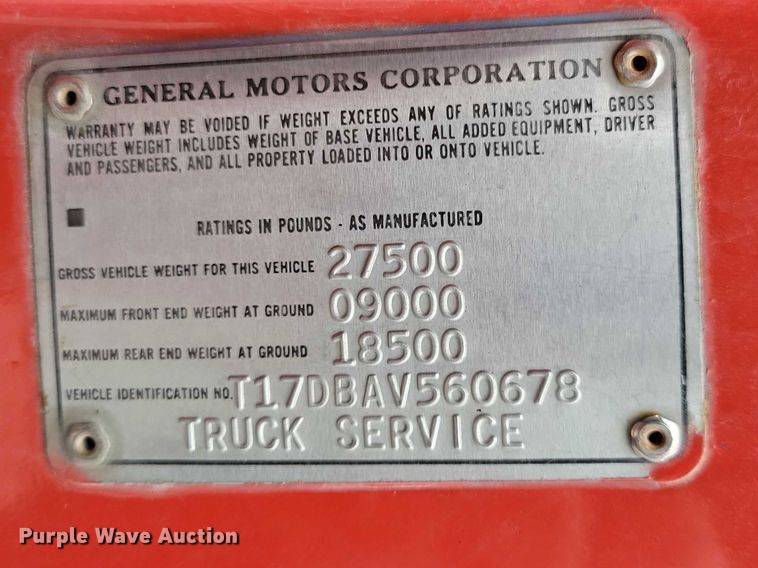 GENERAL MOTORS CORPORATION
WARRANTY MAY BE VOIDED IF WEIGHT EXCEEDS ANY OF RATINGS SHOWN. GROSS
VEHICLE WEIGHT INCLUDES WEIGHT OF BASE VEHICLE, ALL ADDED EQUIPMENT, DRIVER
AND PASSENGERS, AND ALL PROPERTY LOADED INTO OR ONTO VEHICLE.
RATINGS IN POUNDS - AS MANUFACTURED
GROSS VEHICLE WEIGHT FOR THIS VEHICLE 27500
MAXIMUM FRONT END WEIGHT AT GROUND 09000
MAXIMUM REAR END WEIGHT AT GROUND 18500
VEHICLE IDENTIFICATION NO. T17DBAV560678
TRUCK SERVICE
Purple Wave Auction